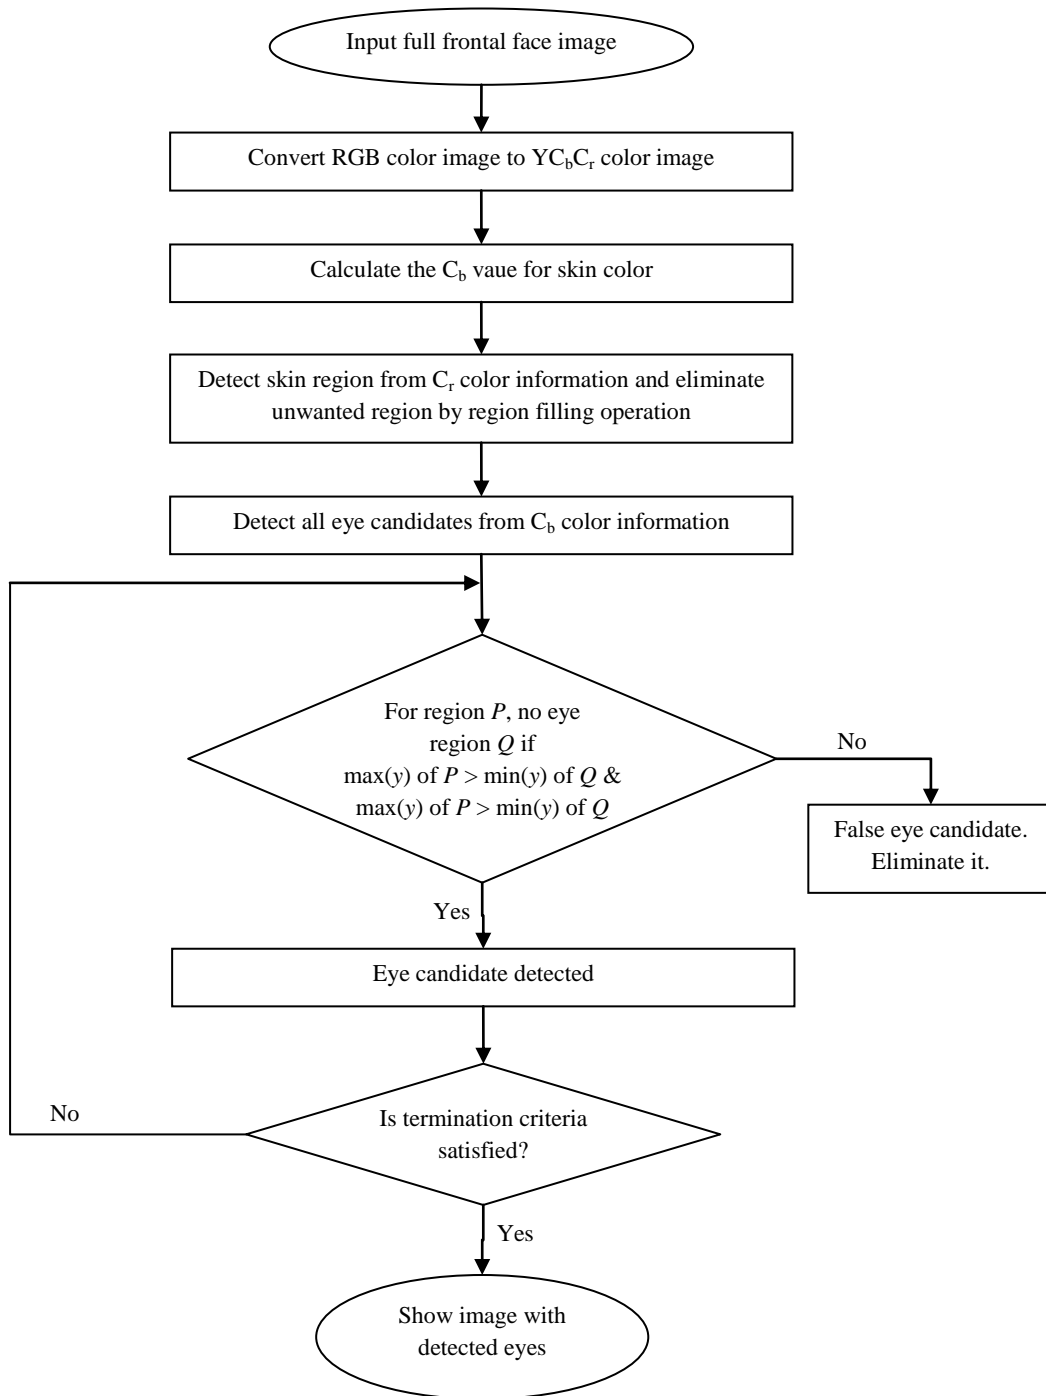 Input full frontal face image
Convert RGB color image to YCbCr color image
Calculate the Cb vaue for skin color
Detect skin region from Cr color information and eliminate
unwanted region by region filling operation
Detect all eye candidates from Cb color information
For region P, no eye
region Q if
max(y) of P > min(y) of Q &
max(y) of P > min(y) of Q
No
False eye candidate.
Eliminate it.
Yes
Eye candidate detected
Is termination criteria
satisfied?
No
Yes
Show image with
detected eyes